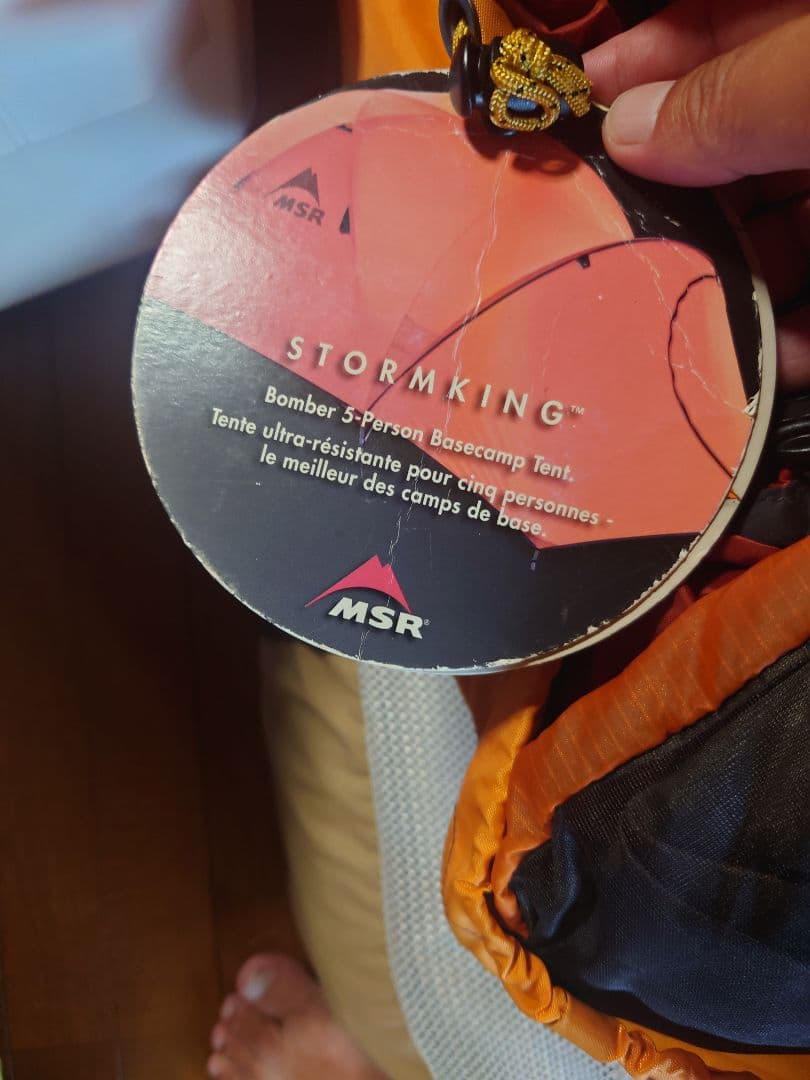 MSR
STORMKING™
Bomber 5-Person Basecamp Tent.
Tente ultra-résistante pour cinq personnes -
le meilleur des camps de base.
MSR®